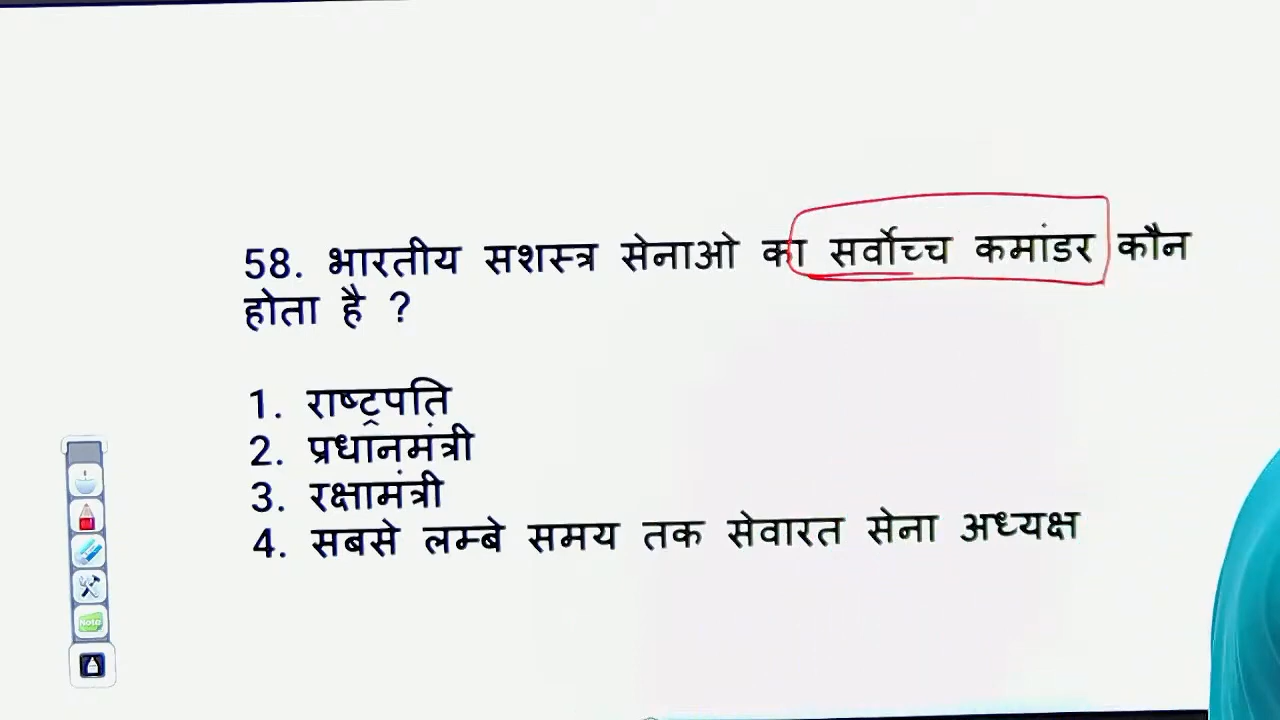 58. भारतीय सशस्त्र सेनाओ का सर्वोच्च कमांडर कौन
होता है ?
1. राष्ट्रपति
2. प्रधानमंत्री
3. रक्षामंत्री
4. सबसे लम्बे समय तक सेवारत सेना अध्यक्ष
Note